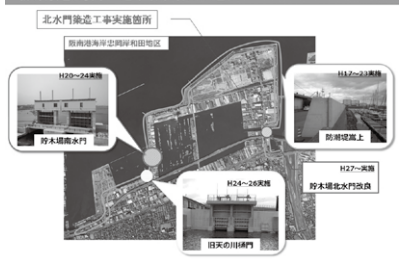 北水門築造工事実施箇所
阪南港海岸忠岡岸和田地区
H20~24実施
貯木場南水門
H17~23実施
防潮堤嵩上
H27~実施
貯木場北水門改良
H24~26実施
旧天の川樋門